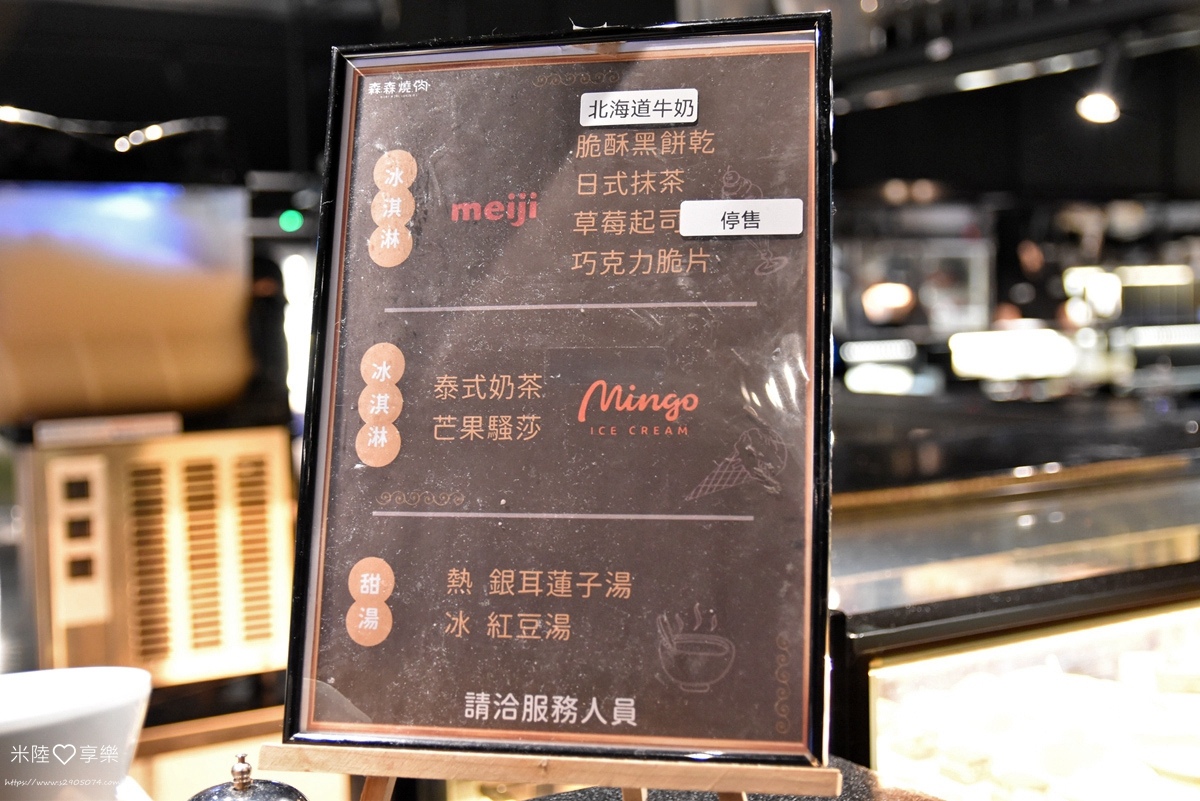 森森燒肉
冰淇淋
meiji
北海道牛奶
脆酥黑餅乾
日式抹茶
草莓起司
停售
巧克力脆片
冰淇淋
泰式奶茶
芒果騷莎
Mingo
ICE CREAM
甜湯
熱 銀耳蓮子湯
冰 紅豆湯
請洽服務人員
米陸♡享樂